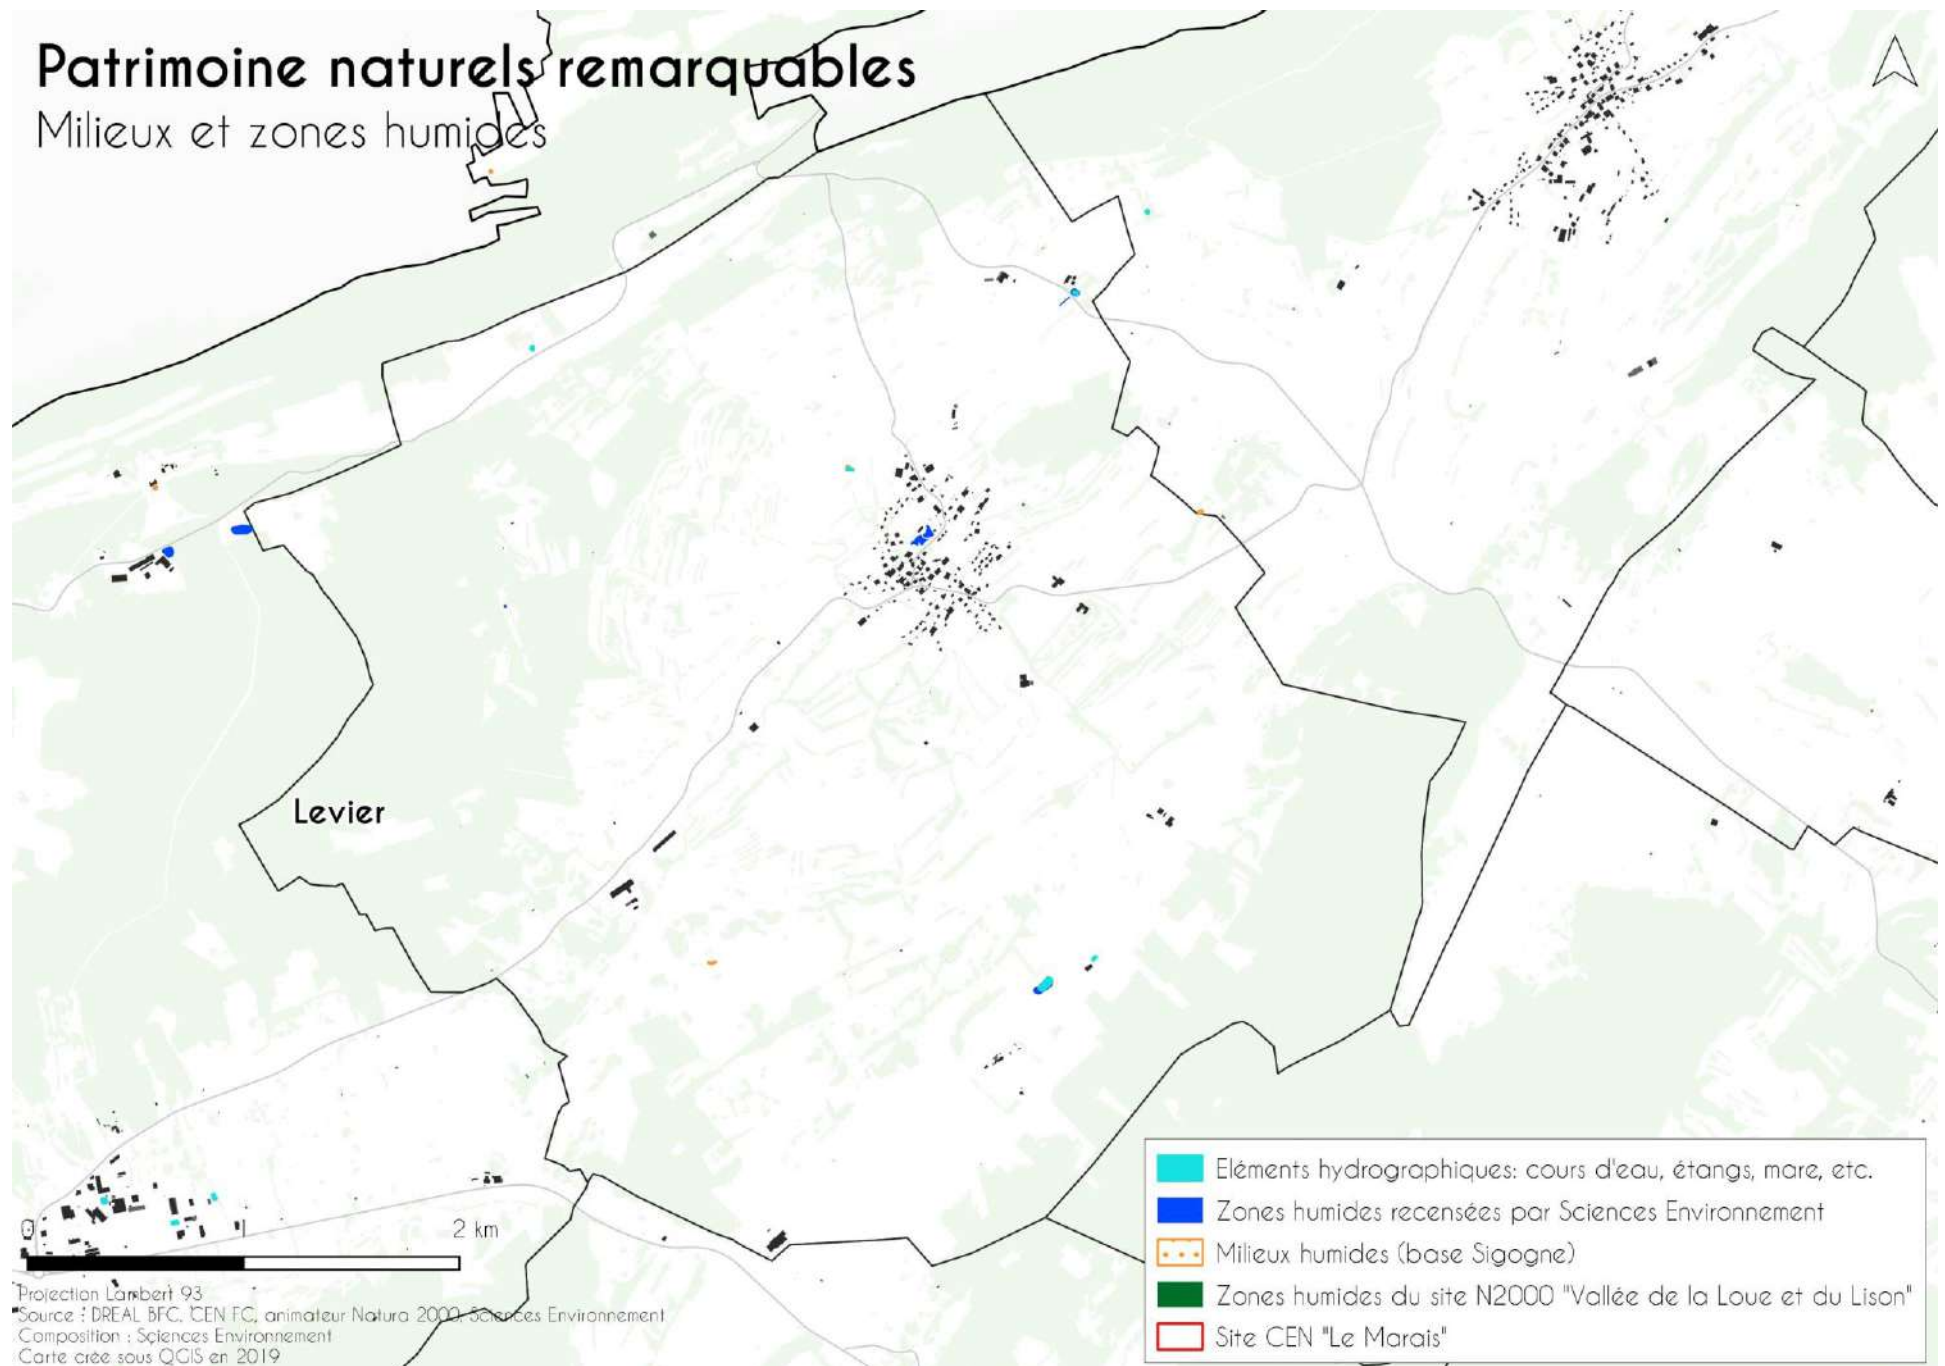 Patrimoine naturels remarquables
Milieux et zones humides
Levier
0 1 2 km
Projection Lambert 93
Source : DREAL BFC, CEN FC, animateur Natura 2000, Sciences Environnement
Composition : Sciences Environnement
Carte crée sous QGIS en 2019
Eléments hydrographiques: cours d'eau, étangs, mare, etc.
Zones humides recensées par Sciences Environnement
Milieux humides (base Sigogne)
Zones humides du site N2000 "Vallée de la Loue et du Lison"
Site CEN "Le Marais"